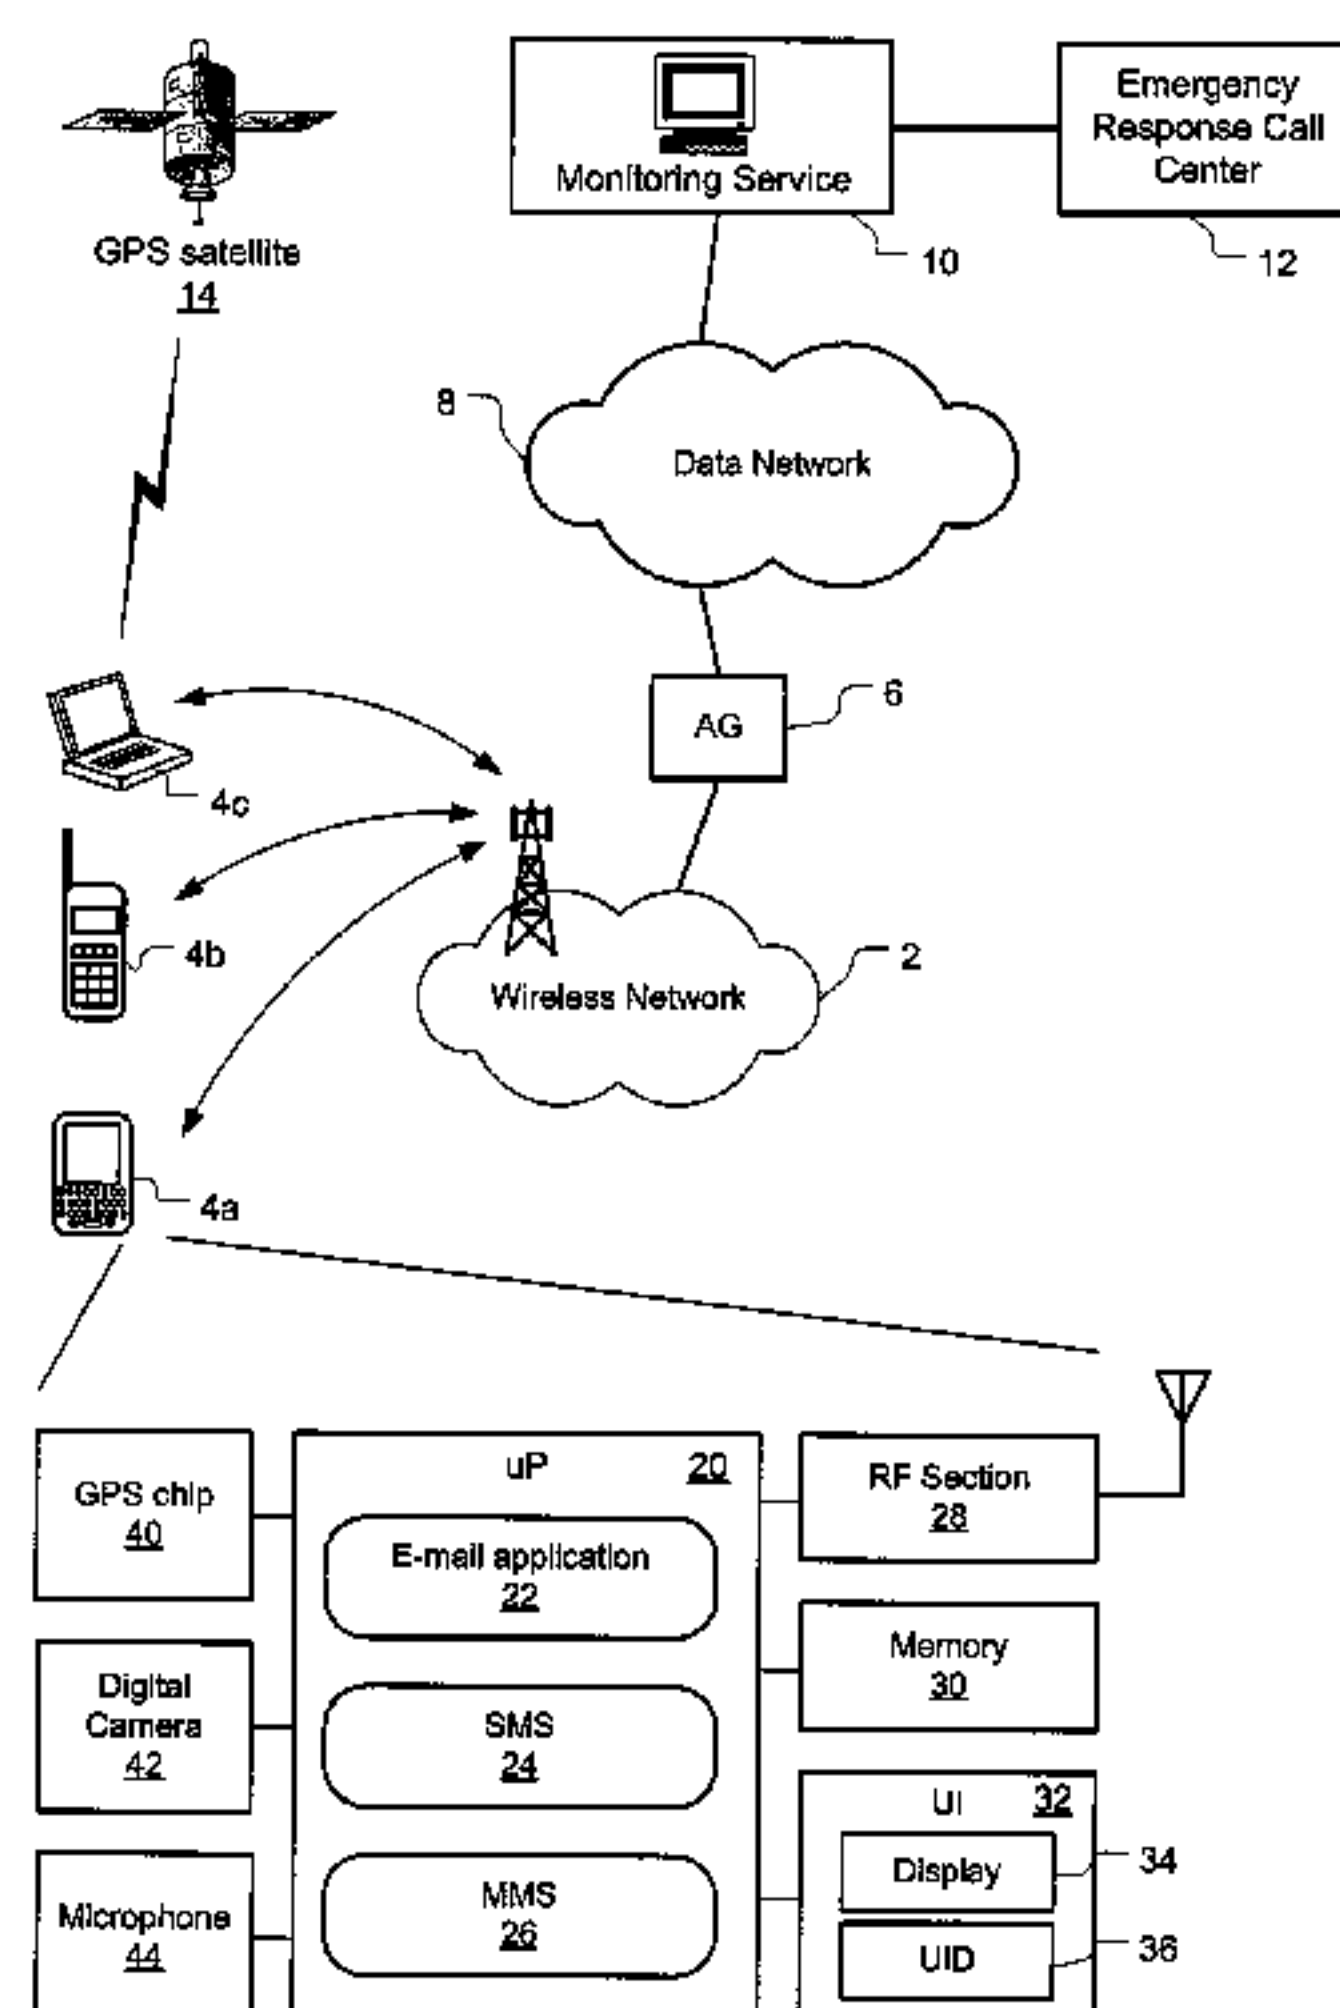 Monitoring Service
10
Emergency
Response Call
Center
12
GPS satellite
14
8
Data Network
AG
6
4c
4b
Wireless Network
2
4a
GPS chip
40
Digital
Camera
42
Microphone
44
uP
20
E-mail application
22
SMS
24
MMS
26
RF Section
28
Memory
30
UI
32
Display
34
UID
36